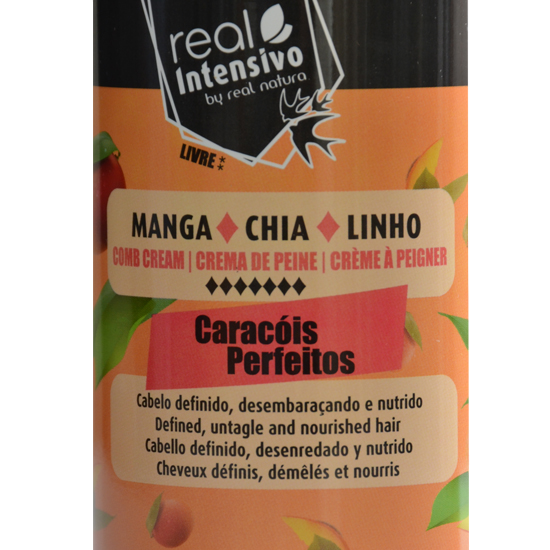 real
Intensivo
by real natura
LIVRE:
MANGA ♦ CHIA ♦ LINHO
COMB CREAM | CREMA DE PEINE | CRÈME À PEIGNER
Caracóis
Perfeitos
Cabelo definido, desembaraçando e nutrido
Defined, untagle and nourished hair
Cabello definido, desenredado y nutrido
Cheveux définis, démêlés et nourris